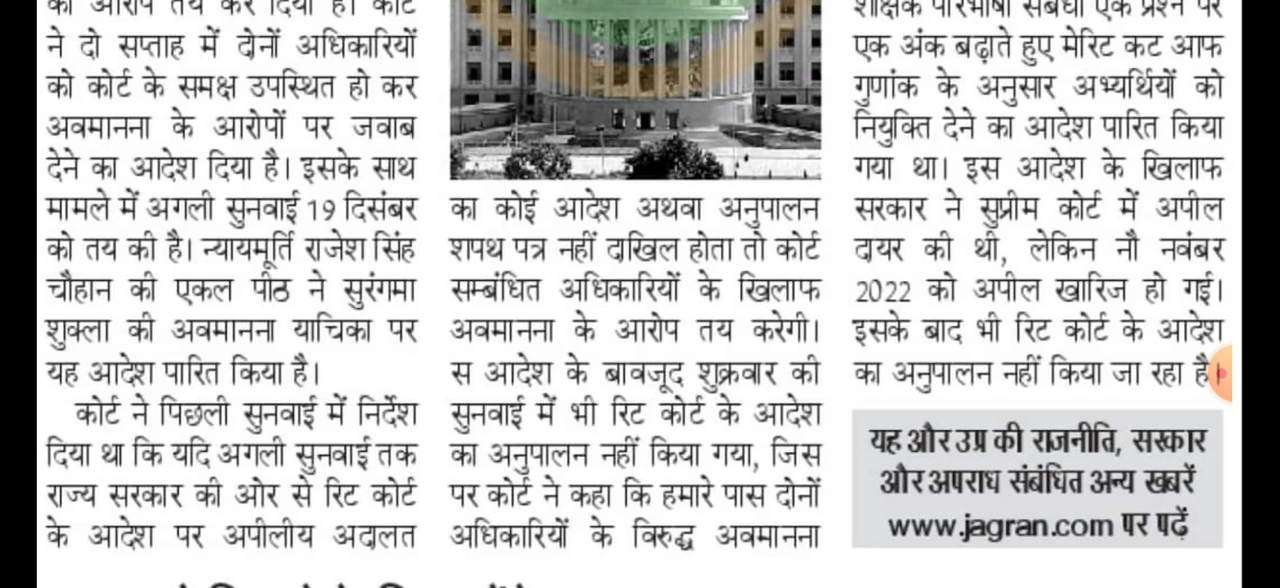 का आरोप तय कर दिया है। कोर्ट
ने दो सप्ताह में दोनों अधिकारियों
को कोर्ट के समक्ष उपस्थित हो कर
अवमानना के आरोपों पर जवाब
देने का आदेश दिया है। इसके साथ
मामले में अगली सुनवाई 19 दिसंबर
को तय की है। न्यायमूर्ति राजेश सिंह
चौहान की एकल पीठ ने सुरंगमा
शुक्ला की अवमानना याचिका पर
यह आदेश पारित किया है।
कोर्ट ने पिछली सुनवाई में निर्देश
दिया था कि यदि अगली सुनवाई तक
राज्य सरकार की ओर से रिट कोर्ट
के आदेश पर अपीलीय अदालत
का कोई आदेश अथवा अनुपालन
शपथ पत्र नहीं दाखिल होता तो कोर्ट
सम्बंधित अधिकारियों के खिलाफ
अवमानना के आरोप तय करेगी।
स आदेश के बावजूद शुक्रवार की
सुनवाई में भी रिट कोर्ट के आदेश
का अनुपालन नहीं किया गया, जिस
पर कोर्ट ने कहा कि हमारे पास दोनों
अधिकारियों के विरुद्ध अवमानना
शैक्षिक परिभाषा संबंधी एक प्रश्न पर
एक अंक बढ़ाते हुए मेरिट कट आफ
गुणांक के अनुसार अभ्यर्थियों को
नियुक्ति देने का आदेश पारित किया
गया था। इस आदेश के खिलाफ
सरकार ने सुप्रीम कोर्ट में अपील
दायर की थी, लेकिन नौ नवंबर
2022 को अपील खारिज हो गई।
इसके बाद भी रिट कोर्ट के आदेश
का अनुपालन नहीं किया जा रहा है।
यह और उप्र की राजनीति, सरकार
और अपराध संबंधित अन्य खबरें
www.jagran.com पर पढ़ें